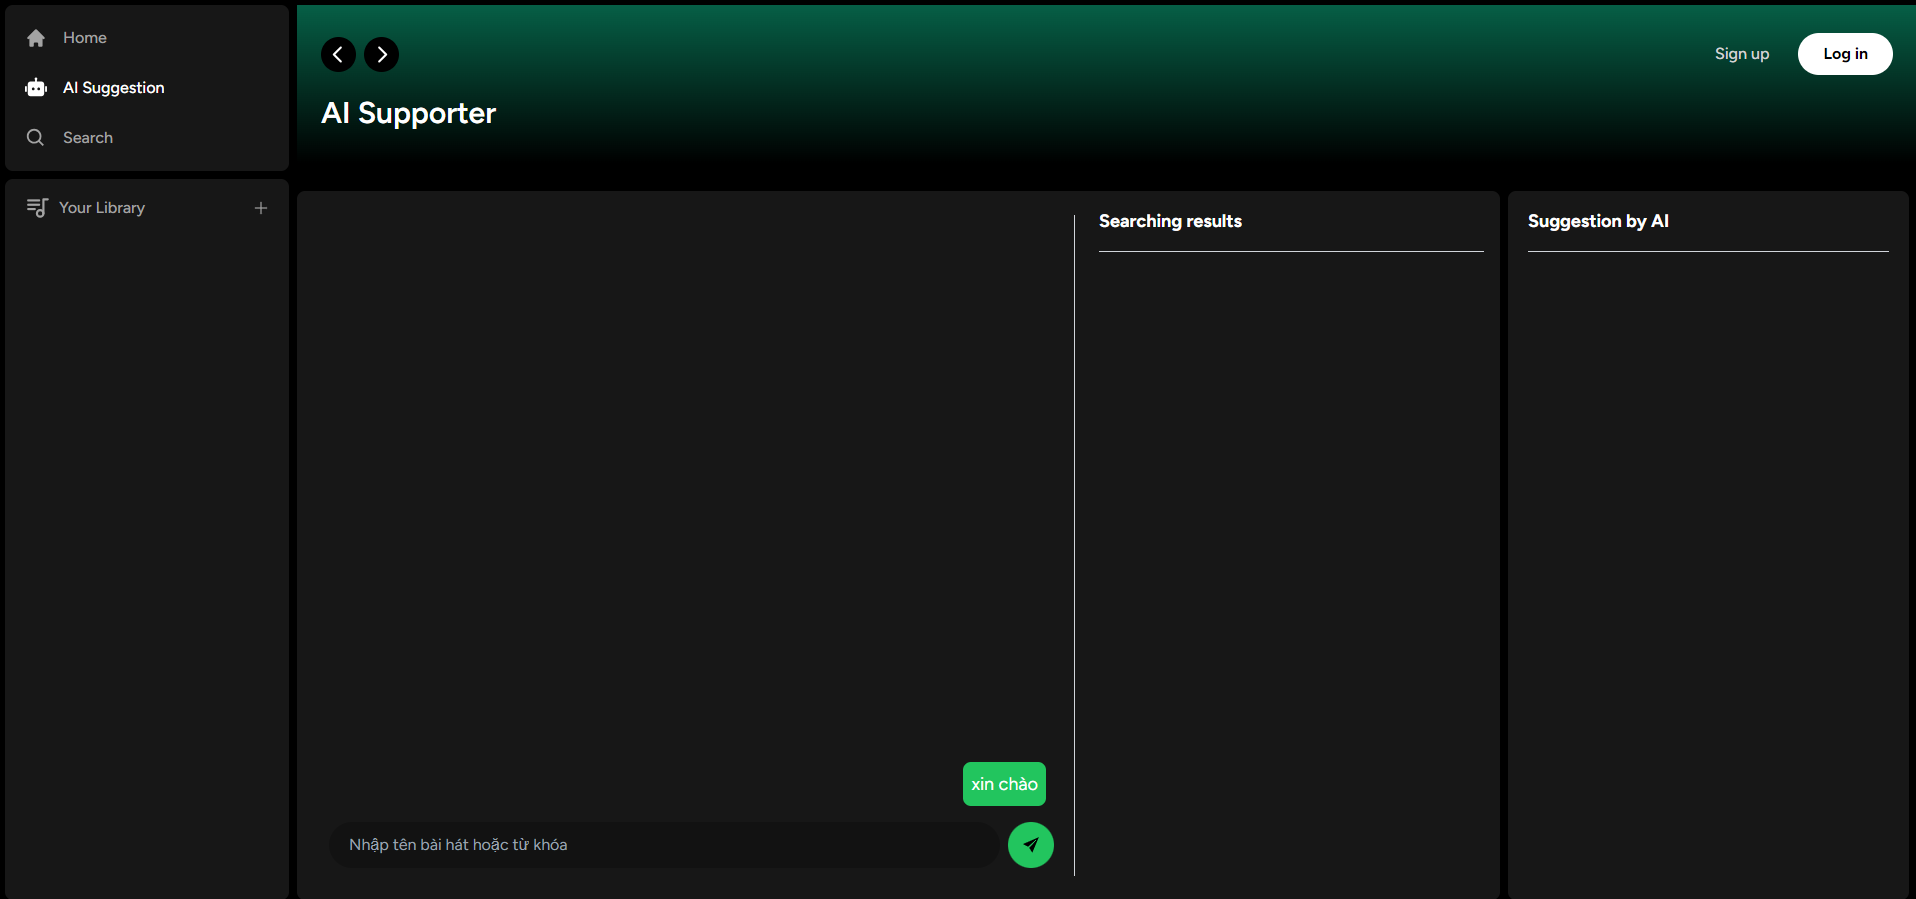 Home
AI Suggestion
Search
Your Library
Sign up
Log in
AI Supporter
Searching results
Suggestion by AI
xin chào
Nhập tên bài hát hoặc từ khóa